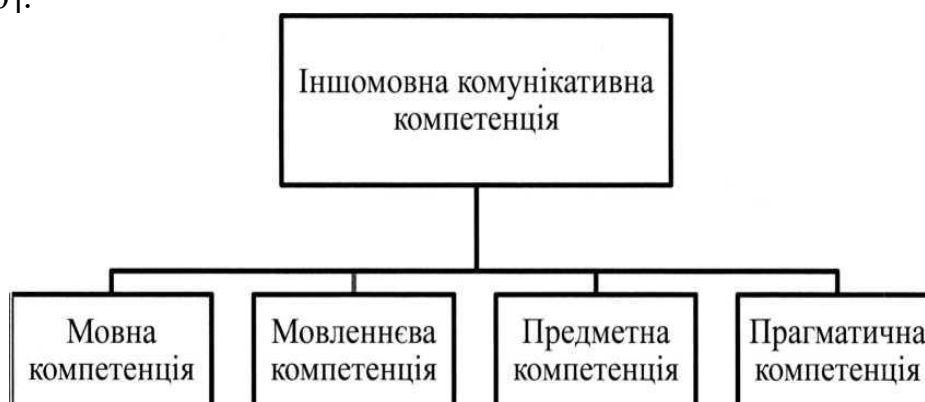 Іншомовна комунікативна
компетенція
Мовна
компетенція
Мовленнєва
компетенція
Предметна
компетенція
Прагматична
компетенція